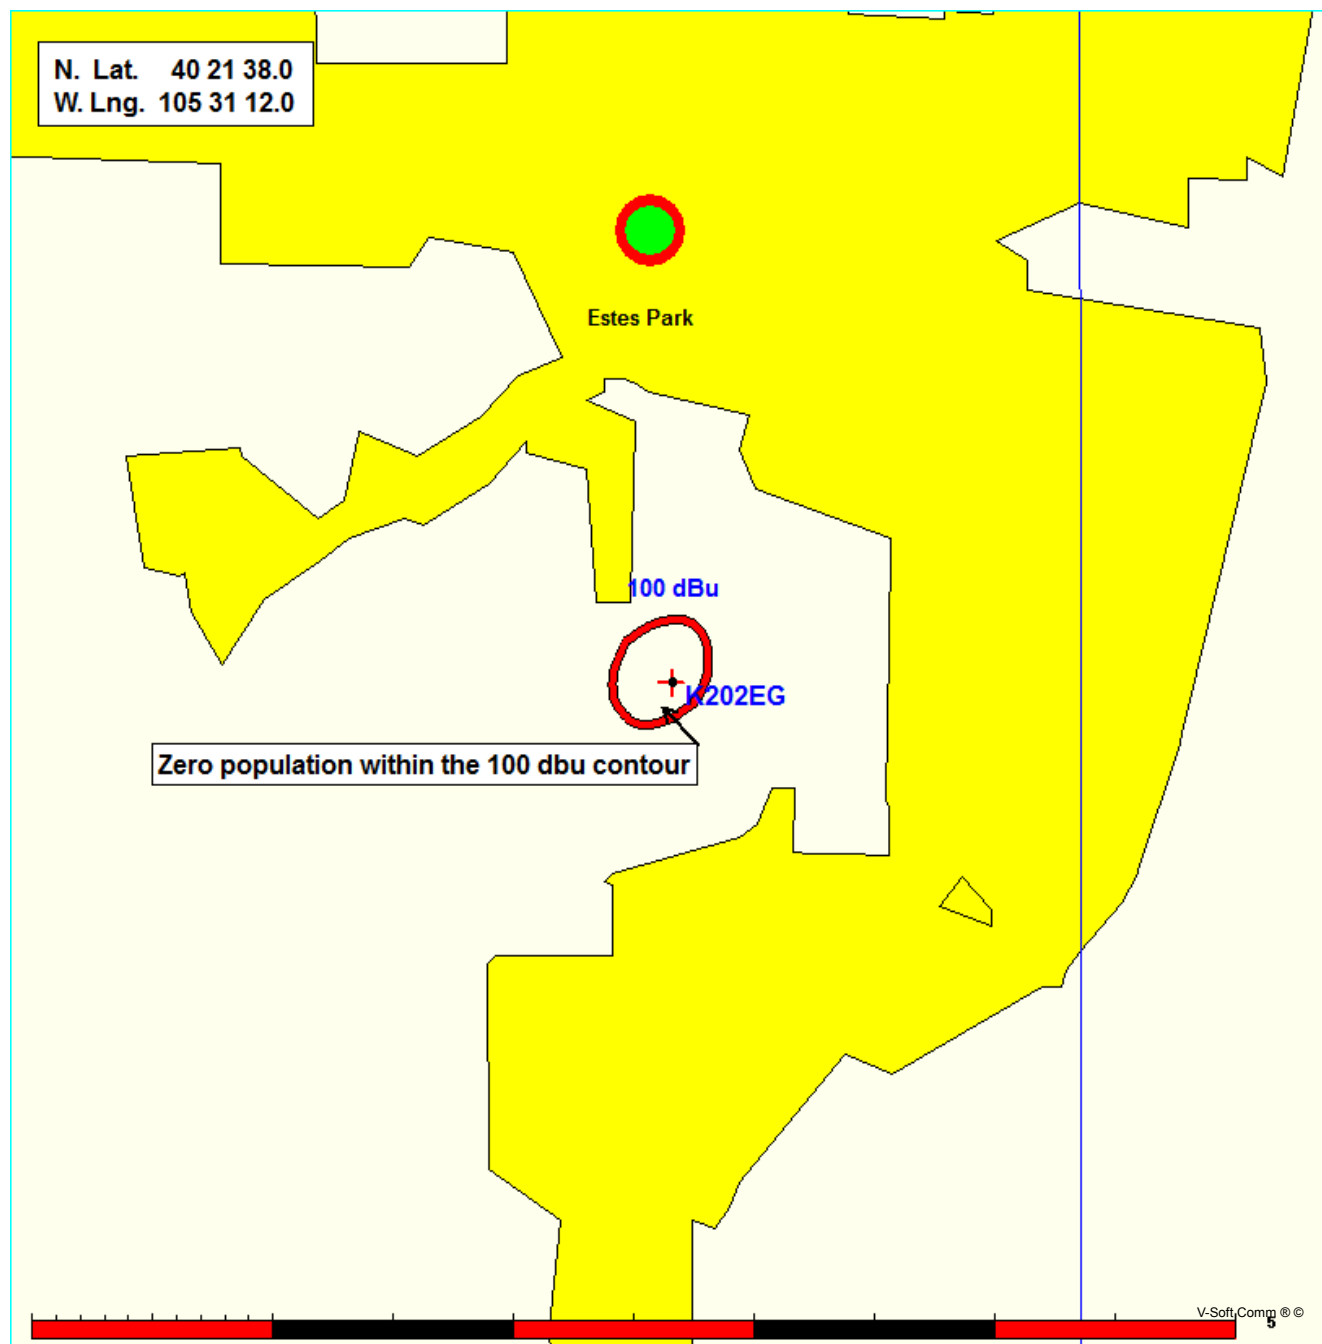 N. Lat. 40 21 38.0
W. Lng. 105 31 12.0
Estes Park
100 dBu
K202EG
Zero population within the 100 dbu contour
V-Soft Comm ® ©
5